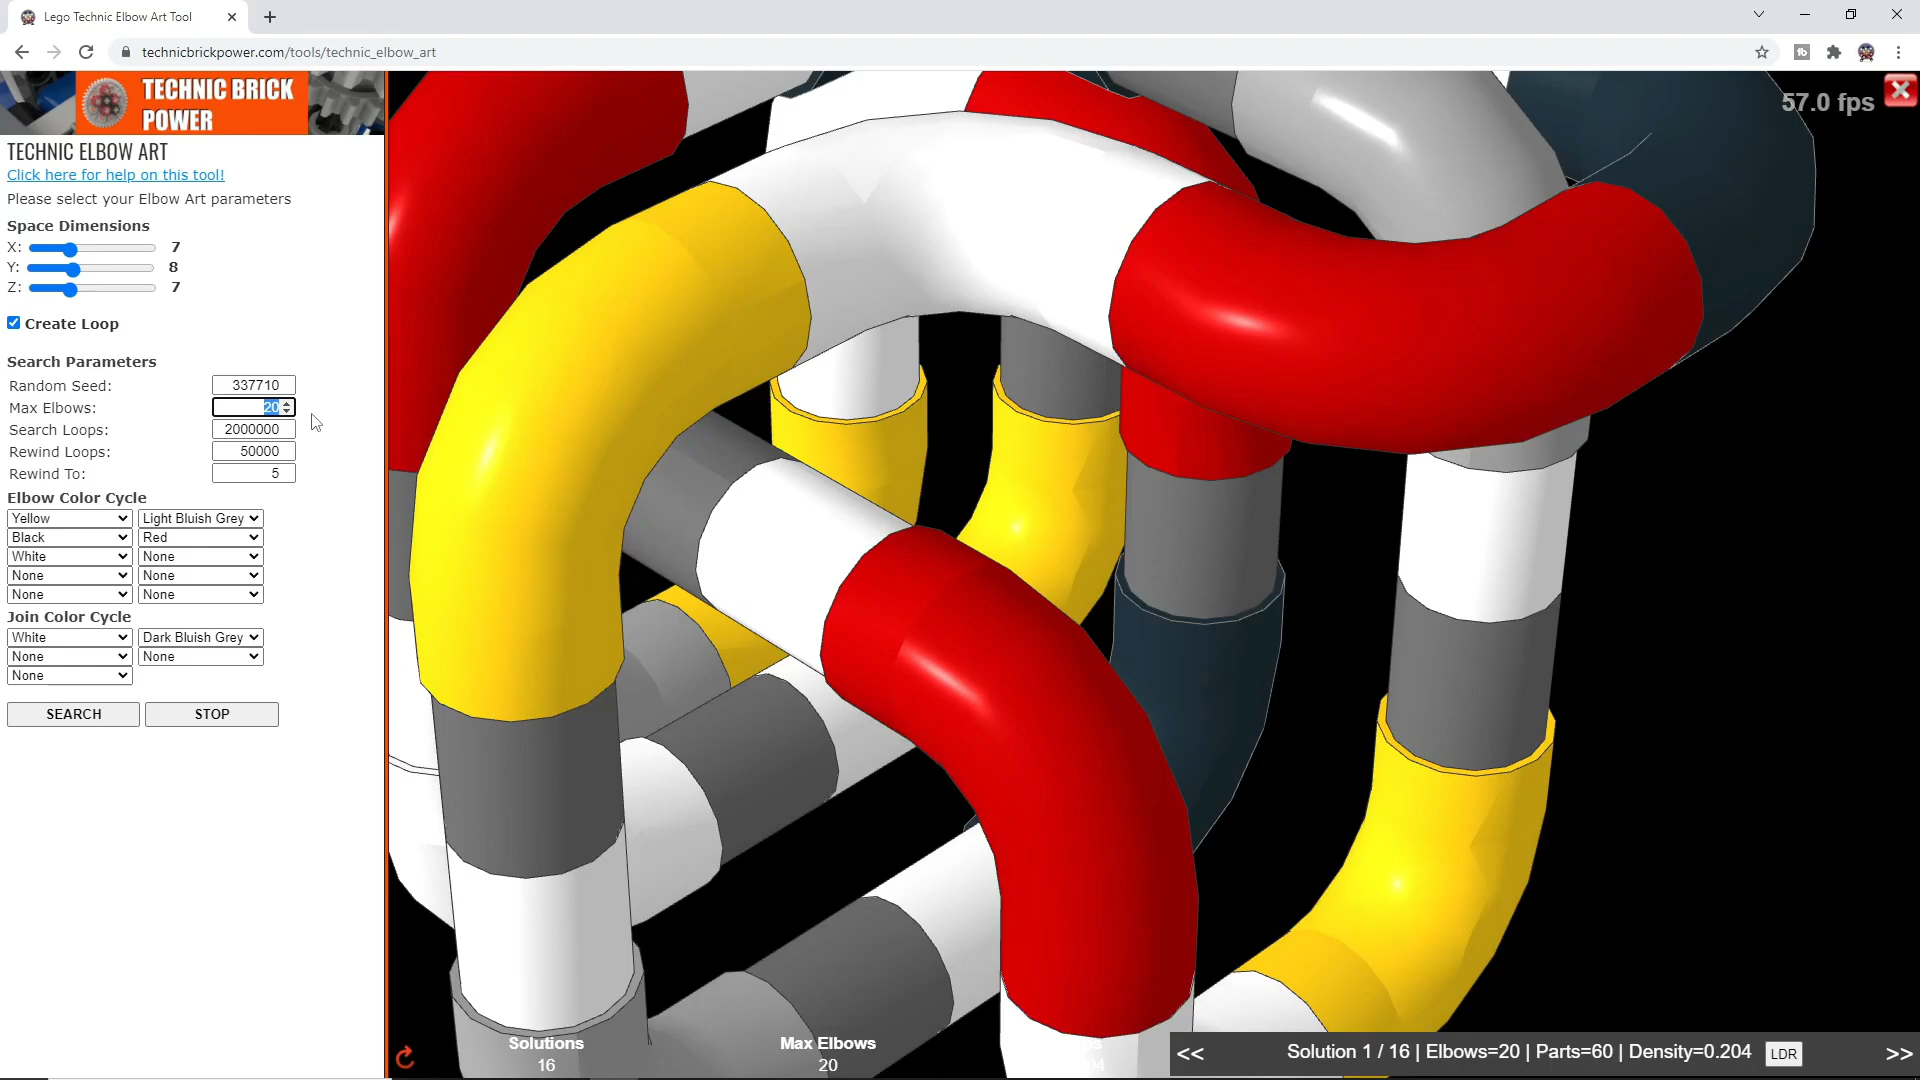 Lego Technic Elbow Art Tool
technicbrickpower.com/tools/technic_elbow_art
TECHNIC BRICK
POWER
57.0 fps
TECHNIC ELBOW ART
Click here for help on this tool!
Please select your Elbow Art parameters
Space Dimensions
X: 7
Y: 8
Z: 7
Create Loop
Search Parameters
Random Seed: 337710
Max Elbows: 20
Search Loops: 2000000
Rewind Loops: 50000
Rewind To: 5
Elbow Color Cycle
Yellow Light Bluish Grey
Black Red
White None
None None
None None
Join Color Cycle
White Dark Bluish Grey
None None
None
SEARCH STOP
Solutions
16
Max Elbows
20
<< Solution 1 / 16 | Elbows=20 | Parts=60 | Density=0.204 LDR >>